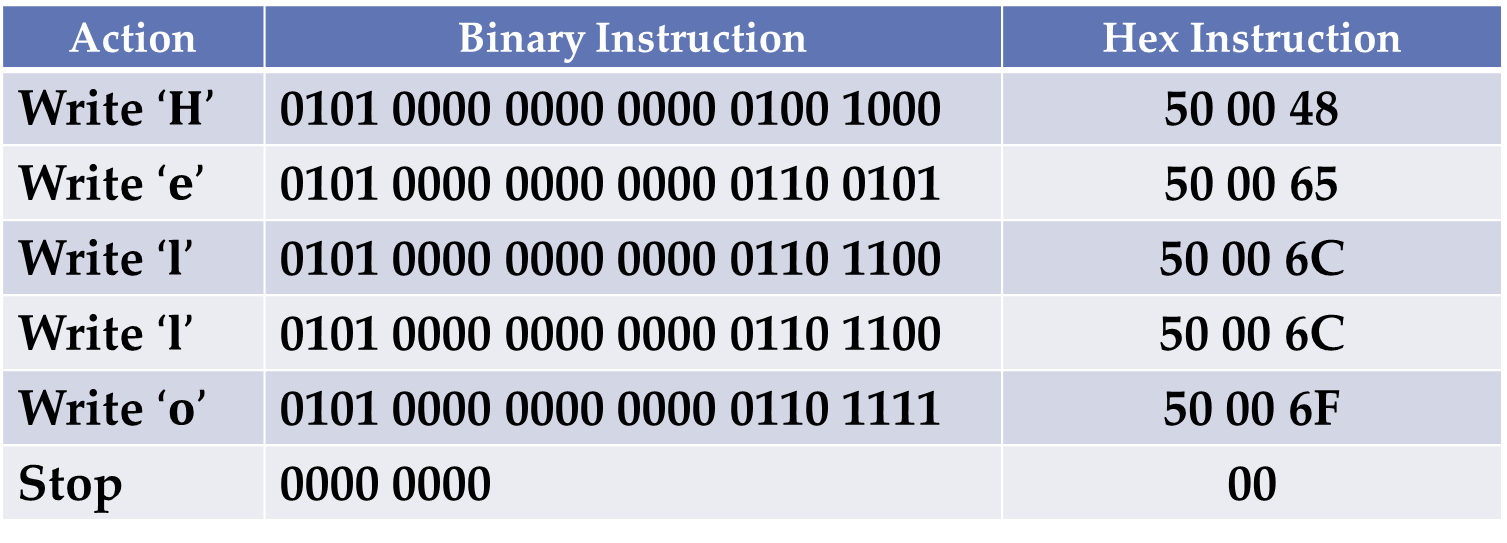 Action Binary Instruction Hex Instruction
Write ‘H’ 0101 0000 0000 0000 0100 1000 50 00 48
Write ‘e’ 0101 0000 0000 0000 0110 0101 50 00 65
Write ‘l’ 0101 0000 0000 0000 0110 1100 50 00 6C
Write ‘l’ 0101 0000 0000 0000 0110 1100 50 00 6C
Write ‘o’ 0101 0000 0000 0000 0110 1111 50 00 6F
Stop 0000 0000 00